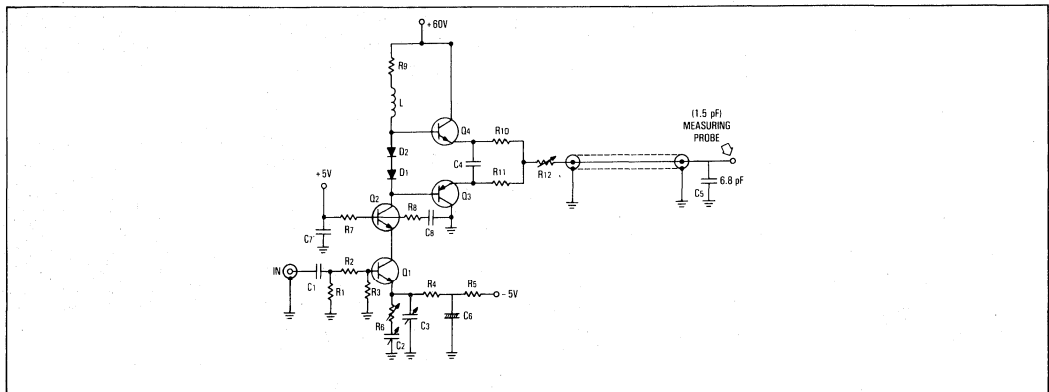 + 60V
R9
L
Q4
R10
D2
C4
D1
R11
R12
(1.5 pF)
MEASURING
PROBE
6.8 pF
C5
+ 5V
Q2
R8
Q3
R7
C8
C7
IN
C1
R2
Q1
R1
R3
R4
R5
- 5V
R6
C3
C6
C2